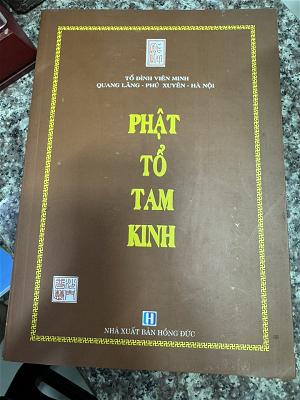 TỔ ĐÌNH VIÊN MINH
QUANG LÃNG - PHÚ XUYÊN - HÀ NỘI
PHẬT
TỔ
TAM
KINH
H
NHÀ XUẤT BẢN HỒNG ĐỨC